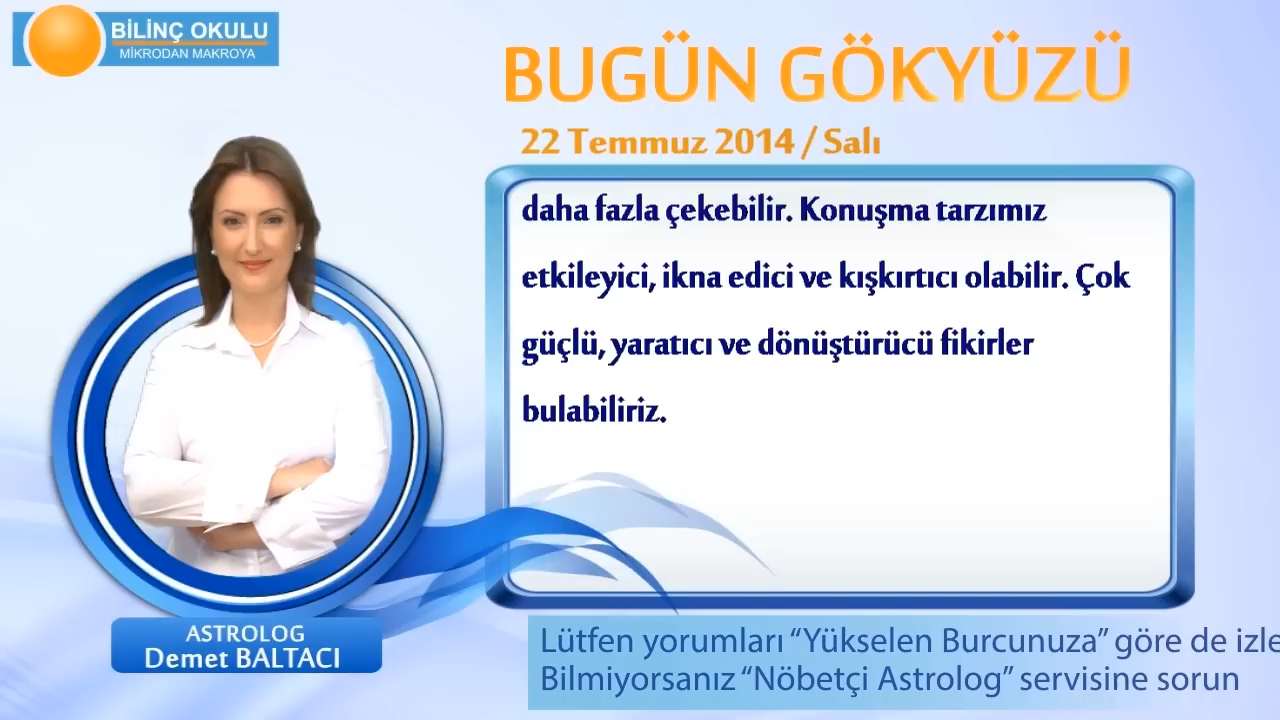 BİLİNÇ OKULU
MİKRODAN MAKROYA
BUGÜN GÖKYÜZÜ
22 Temmuz 2014 / Salı
daha fazla çekebilir. Konuşma tarzımız
etkileyici, ikna edici ve kışkırtıcı olabilir. Çok
güçlü, yaratıcı ve dönüştürücü fikirler
bulabiliriz.
ASTROLOG
Demet BALTACI
Lütfen yorumları “Yükselen Burcunuza” göre de izle
Bilmiyorsanız “Nöbetçi Astrolog” servisine sorun